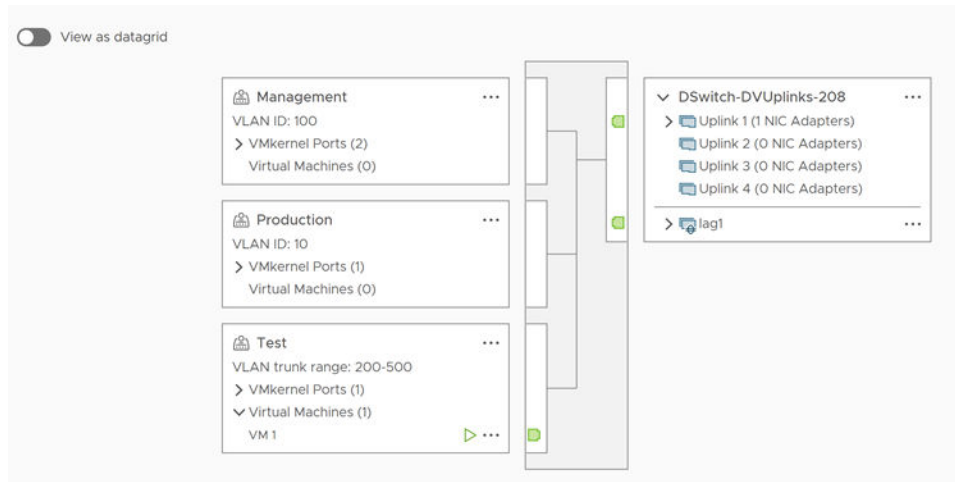 View as datagrid
Management ...
VLAN ID: 100
VMkernel Ports (2)
Virtual Machines (0)
Production ...
VLAN ID: 10
VMkernel Ports (1)
Virtual Machines (0)
Test ...
VLAN trunk range: 200-500
VMkernel Ports (1)
Virtual Machines (1)
VM 1 ...
DSwitch-DVUplinks-208 ...
Uplink 1 (1 NIC Adapters)
Uplink 2 (0 NIC Adapters)
Uplink 3 (0 NIC Adapters)
Uplink 4 (0 NIC Adapters)
lag1 ...